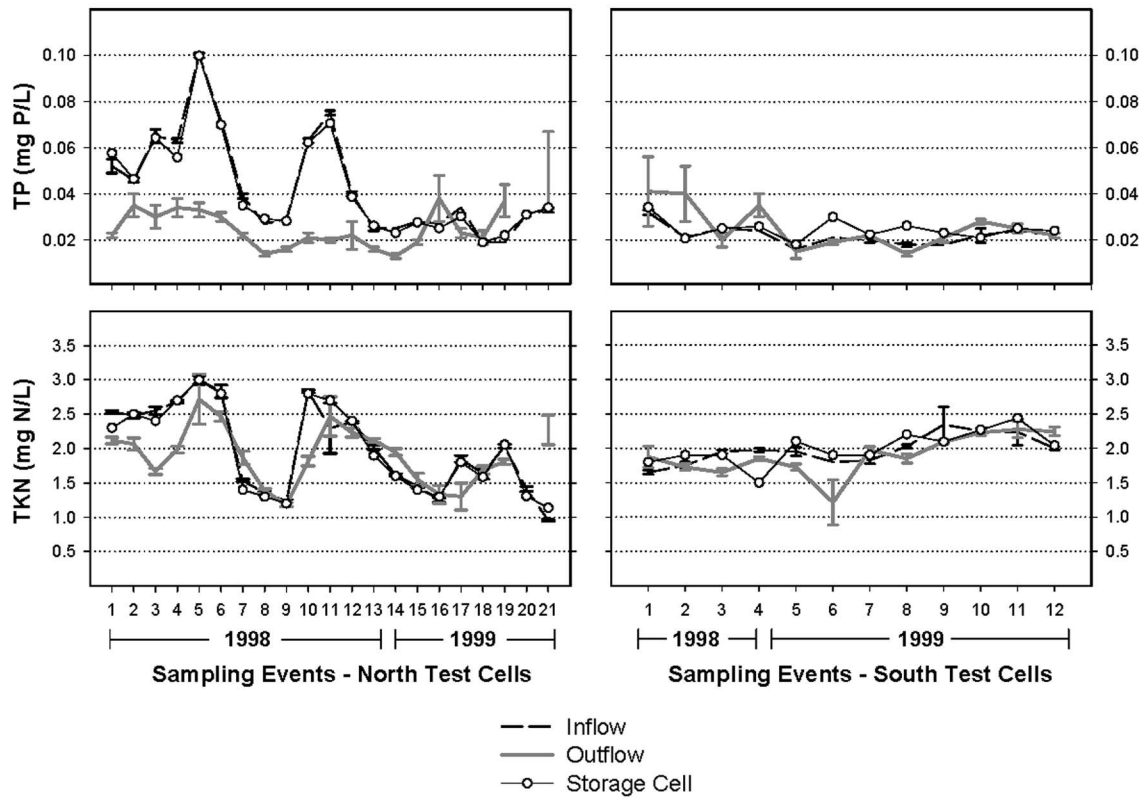 TP (mg P/L)
0.10
0.08
0.06
0.04
0.02
0.10
0.08
0.06
0.04
0.02
TKN (mg N/L)
3.5
3.0
2.5
2.0
1.5
1.0
0.5
3.5
3.0
2.5
2.0
1.5
1.0
0.5
1 2 3 4 5 6 7 8 9 10 11 12 13 14 15 16 17 18 19 20 21
1998 1999
Sampling Events - North Test Cells
1 2 3 4 5 6 7 8 9 10 11 12
1998 1999
Sampling Events - South Test Cells
Inflow
Outflow
Storage Cell